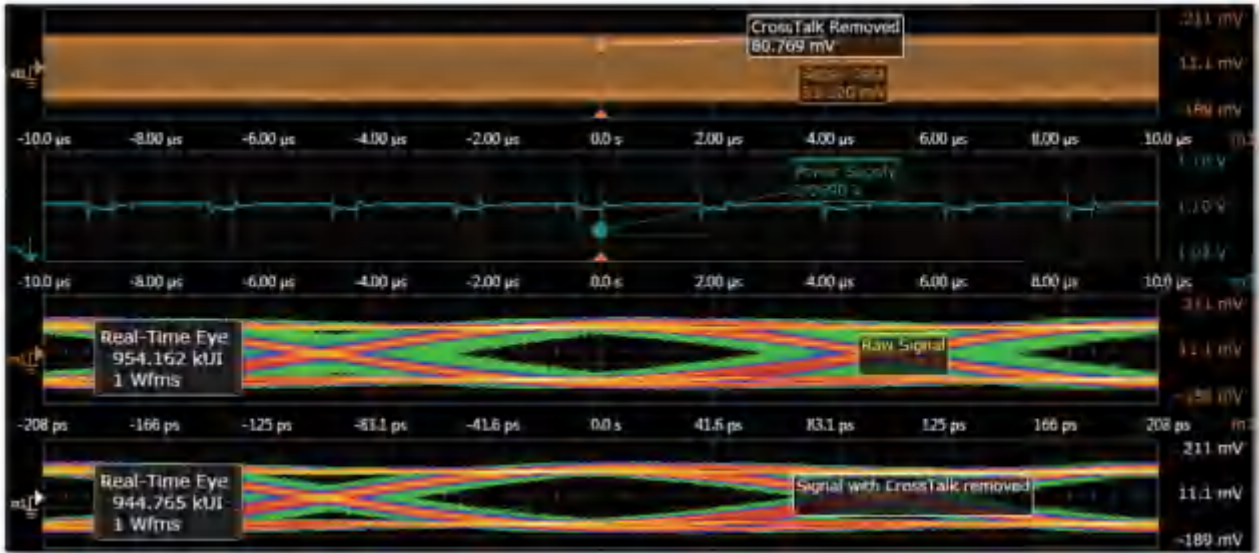 211 mV
CrossTalk Removed
80.769 mV
11.1 mV
-189 mV
-10.0 µs -8.00 µs -6.00 µs -4.00 µs -2.00 µs 0.0 s 2.00 µs 4.00 µs 6.00 µs 8.00 µs 10.0 µs
Power Supply
1.10 V
-10.0 µs -8.00 µs -6.00 µs -4.00 µs -2.00 µs 0.0 s 2.00 µs 4.00 µs 6.00 µs 8.00 µs 10.0 µs
211 mV
Real-Time Eye
954.162 kUI
1 Wfms
Raw Signal
11.1 mV
-189 mV
-208 ps -166 ps -125 ps -83.1 ps -41.6 ps 0.0 s 41.6 ps 83.1 ps 125 ps 166 ps 208 ps
211 mV
Real-Time Eye
944.765 kUI
1 Wfms
Signal with CrossTalk removed
11.1 mV
-189 mV